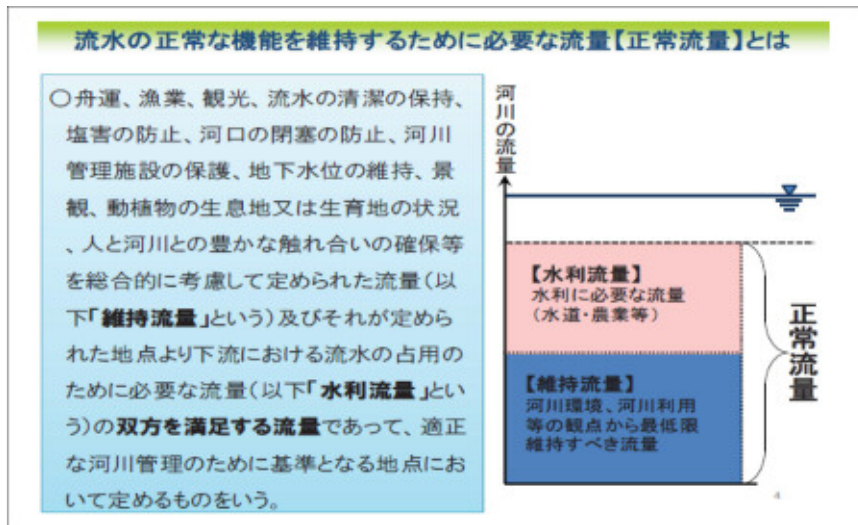 流水の正常な機能を維持するために必要な流量【正常流量】とは
○舟運、漁業、観光、流水の清潔の保持、
塩害の防止、河口の閉塞の防止、河川
管理施設の保護、地下水位の維持、景
観、動植物の生息地又は生育地の状況
、人と河川との豊かな触れ合いの確保等
を総合的に考慮して定められた流量(以
下「維持流量」という)及びそれが定めら
れた地点より下流における流水の占用の
ために必要な流量(以下「水利流量」とい
う)の双方を満足する流量であって、適正
な河川管理のために基準となる地点にお
いて定めるものをいう。
河川の流量
【水利流量】
水利に必要な流量
(水道・農業等)
【維持流量】
河川環境、河川利用
等の観点から最低限
維持すべき流量
正常流量
4